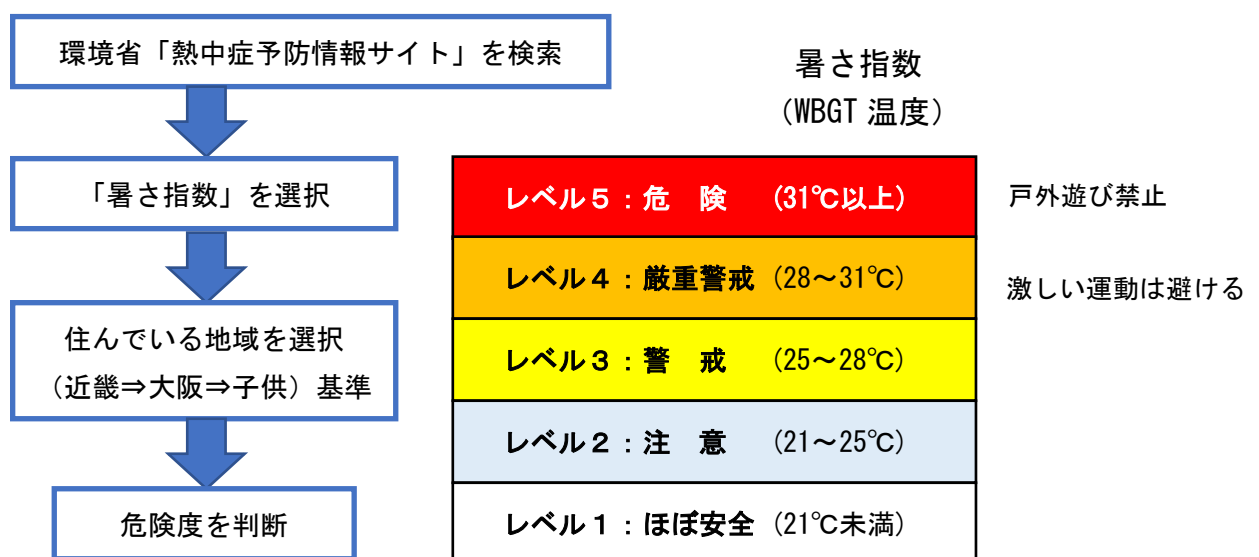 環境省「熱中症予防情報サイト」を検索
「暑さ指数」を選択
住んでいる地域を選択
（近畿⇒大阪⇒子供）基準
危険度を判断
暑さ指数
（WBGT 温度）
レベル５：危　険　（31℃以上）
戸外遊び禁止
レベル４：厳重警戒（28～31℃）
激しい運動は避ける
レベル３：警　戒　（25～28℃）
レベル２：注　意　（21～25℃）
レベル１：ほぼ安全（21℃未満）